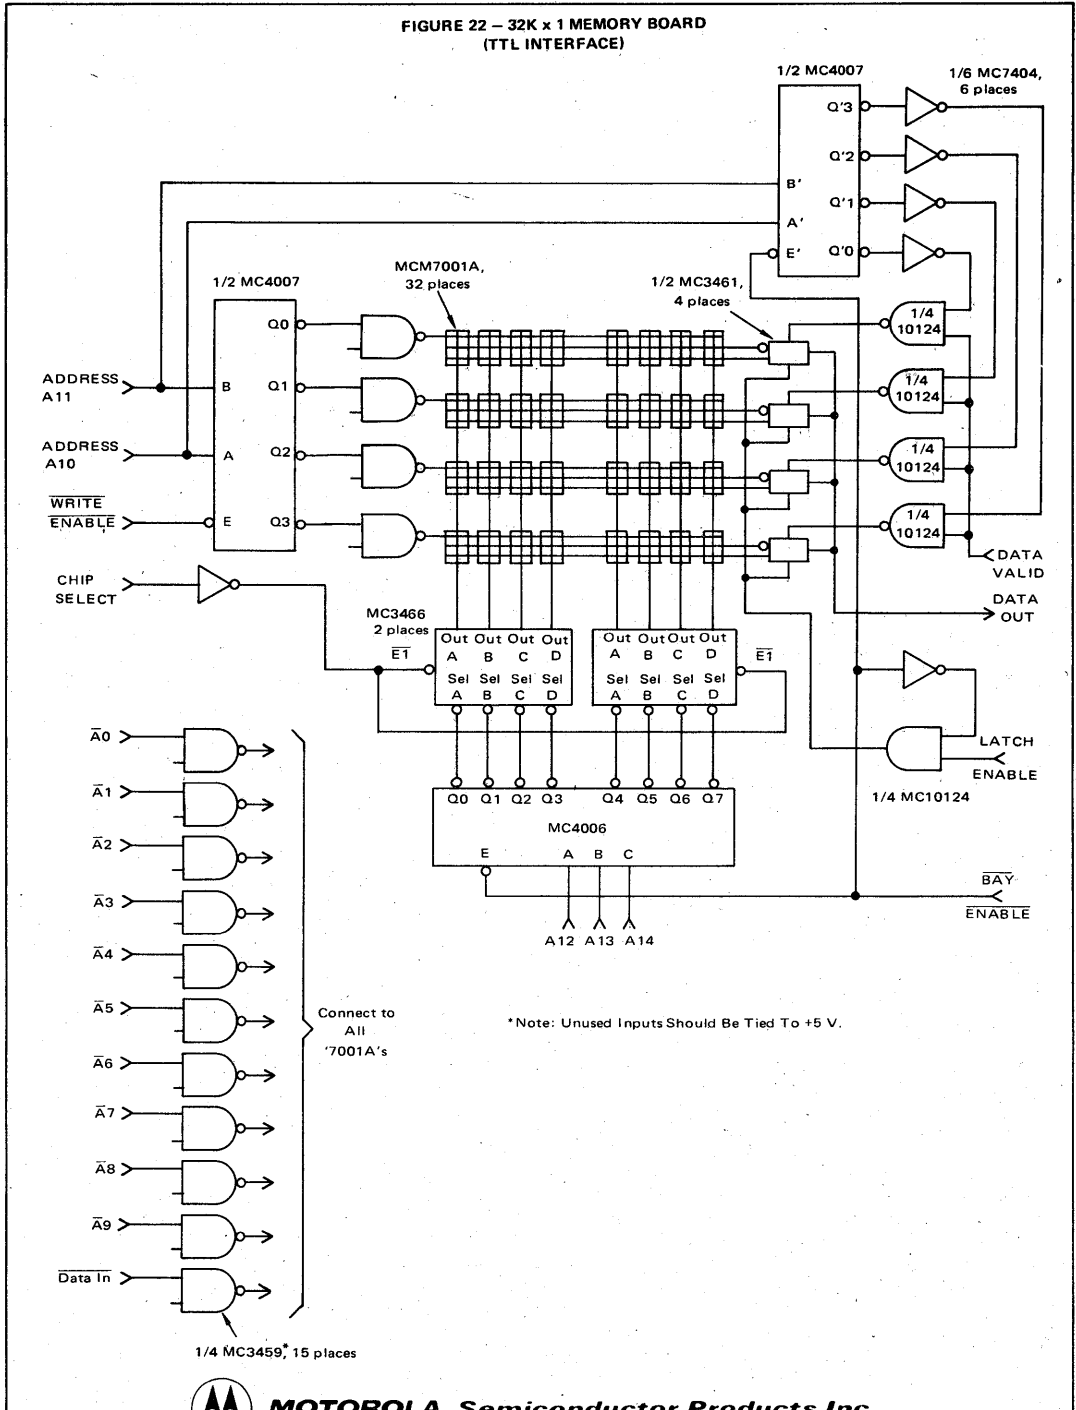 FIGURE 22 – 32K x 1 MEMORY BOARD
(TTL INTERFACE)
1/2 MC4007
1/6 MC7404,
6 places
Q'3
Q'2
B'
Q'1
A'
E'
Q'0
MCM7001A,
32 places
1/2 MC3461,
4 places
1/2 MC4007
Q0
ADDRESS
A11
B
Q1
ADDRESS
A10
A
Q2
WRITE
ENABLE
E
Q3
1/4
10124
1/4
10124
1/4
10124
1/4
10124
DATA
VALID
DATA
OUT
CHIP
SELECT
MC3466
2 places
E1
Out Out Out Out
A B C D
Sel Sel Sel Sel
A B C D
Out Out Out Out
A B C D
Sel Sel Sel Sel
A B C D
E1
LATCH
ENABLE
1/4 MC10124
Q0 Q1 Q2 Q3 Q4 Q5 Q6 Q7
MC4006
E A B C
A12 A13 A14
BAY
ENABLE
A0
A1
A2
A3
A4
A5
A6
A7
A8
A9
Data In
Connect to
All
'7001A's
*Note: Unused Inputs Should Be Tied To +5 V.
1/4 MC3459,* 15 places
MOTOROLA Semiconductor Products Inc.